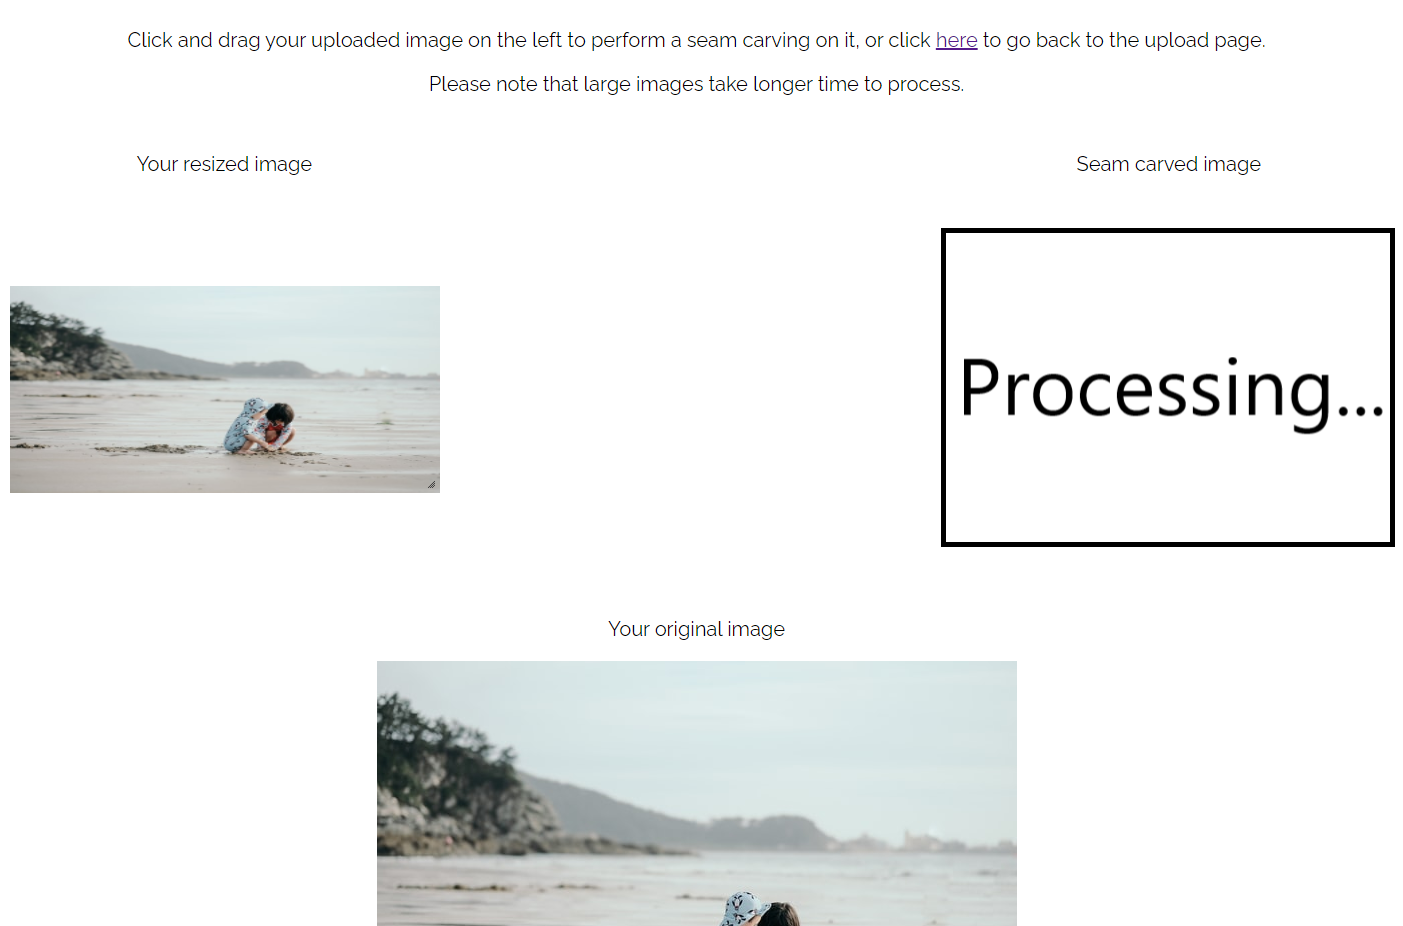 Click and drag your uploaded image on the left to perform a seam carving on it, or click here to go back to the upload page.
Please note that large images take longer time to process.
Your resized image
Seam carved image
Processing...
Your original image